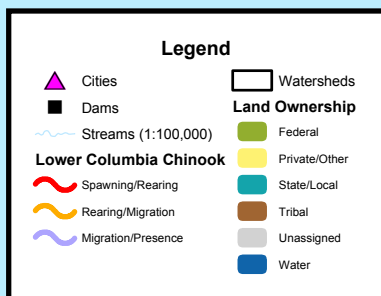 Legend
Cities
Dams
Streams (1:100,000)
Lower Columbia Chinook
Spawning/Rearing
Rearing/Migration
Migration/Presence
Watersheds
Land Ownership
Federal
Private/Other
State/Local
Tribal
Unassigned
Water